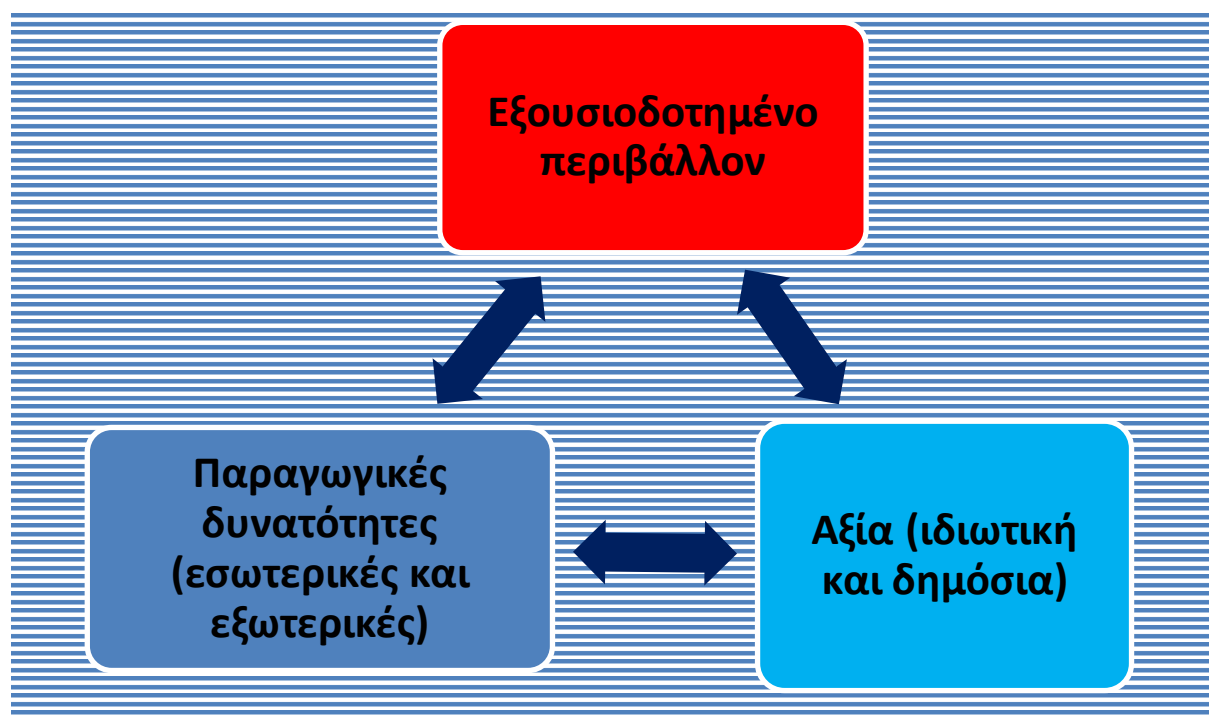 Εξουσιοδοτημένο
περιβάλλον
Παραγωγικές
δυνατότητες
(εσωτερικές και
εξωτερικές)
Αξία (ιδιωτική
και δημόσια)